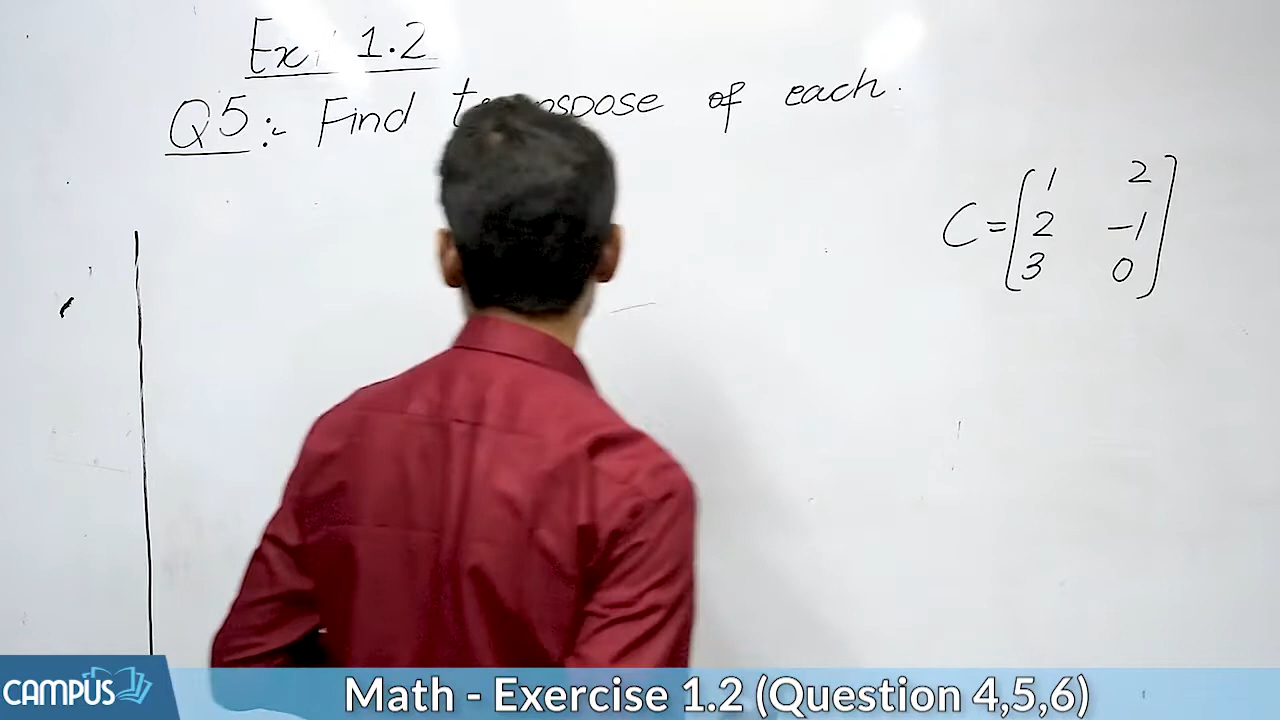 Ex: 1.2
Q5:- Find of each.
C = [1 2
2 -1
3 0]
CAMPUS
Math - Exercise 1.2 (Question 4,5,6)